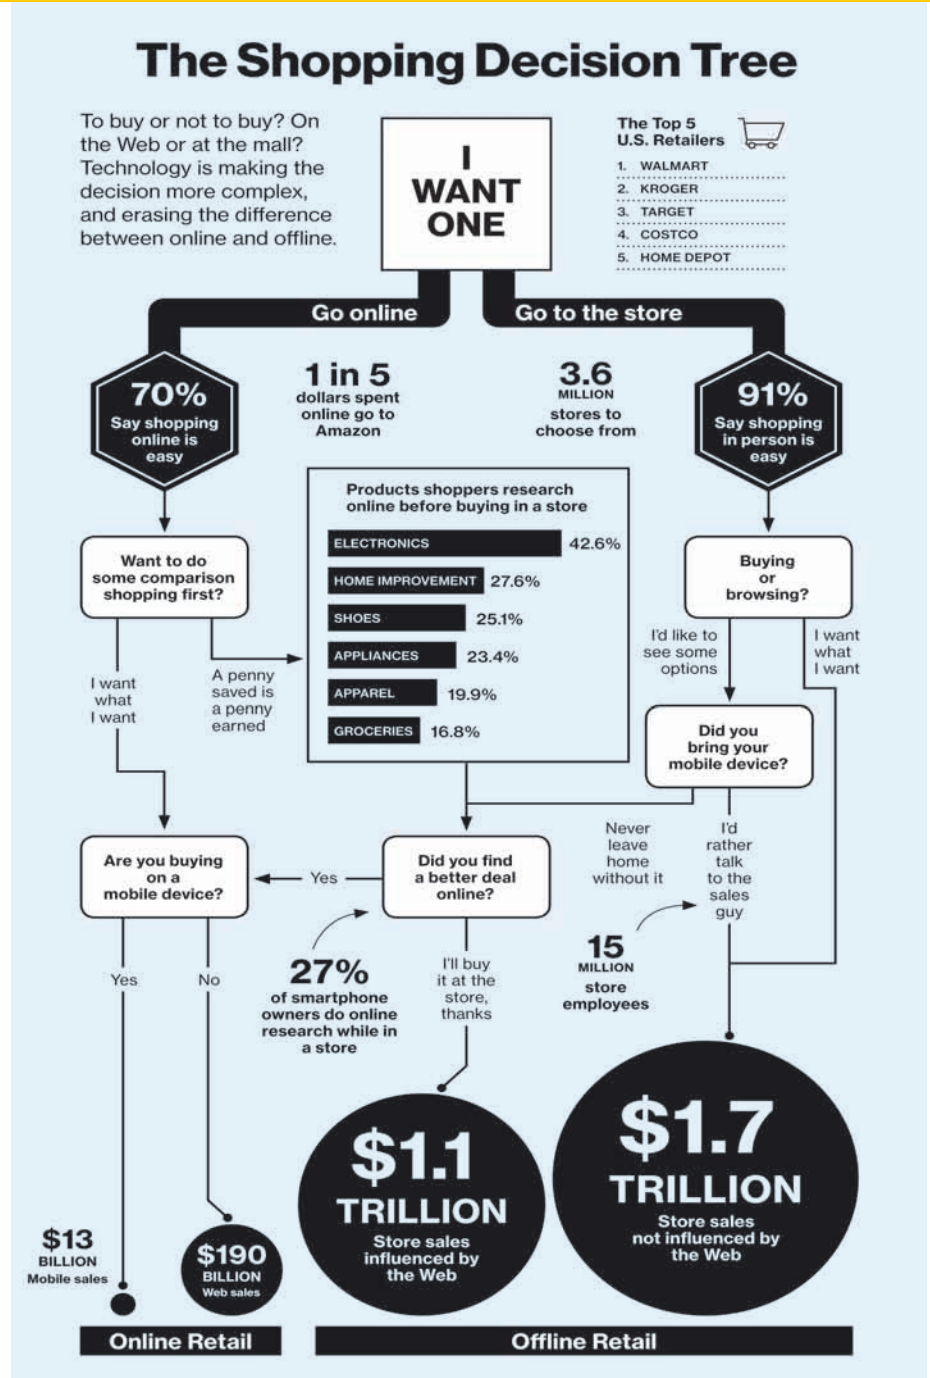 The Shopping Decision Tree
To buy or not to buy? On
the Web or at the mall?
Technology is making the
decision more complex,
and erasing the difference
between online and offline.
I
WANT
ONE
The Top 5
U.S. Retailers
1. WALMART
2. KROGER
3. TARGET
4. COSTCO
5. HOME DEPOT
Go online
Go to the store
70%
Say shopping
online is
easy
1 in 5
dollars spent
online go to
Amazon
3.6
MILLION
stores to
choose from
91%
Say shopping
in person is
easy
Products shoppers research
online before buying in a store
ELECTRONICS 42.6%
HOME IMPROVEMENT 27.6%
SHOES 25.1%
APPLIANCES 23.4%
APPAREL 19.9%
GROCERIES 16.8%
Want to do
some comparison
shopping first?
Buying
or
browsing?
I want
what
I want
A penny
saved is
a penny
earned
I'd like to
see some
options
I want
what
I want
Did you
bring your
mobile device?
Are you buying
on a
mobile device?
Yes
Did you find
a better deal
online?
Never
leave
home
without it
I'd
rather
talk
to the
sales
guy
Yes
No
27%
of smartphone
owners do online
research while in
a store
I'll buy
it at the
store,
thanks
15
MILLION
store
employees
$13
BILLION
Mobile sales
$190
BILLION
Web sales
$1.1
TRILLION
Store sales
influenced by
the Web
$1.7
TRILLION
Store sales
not influenced by
the Web
Online Retail
Offline Retail